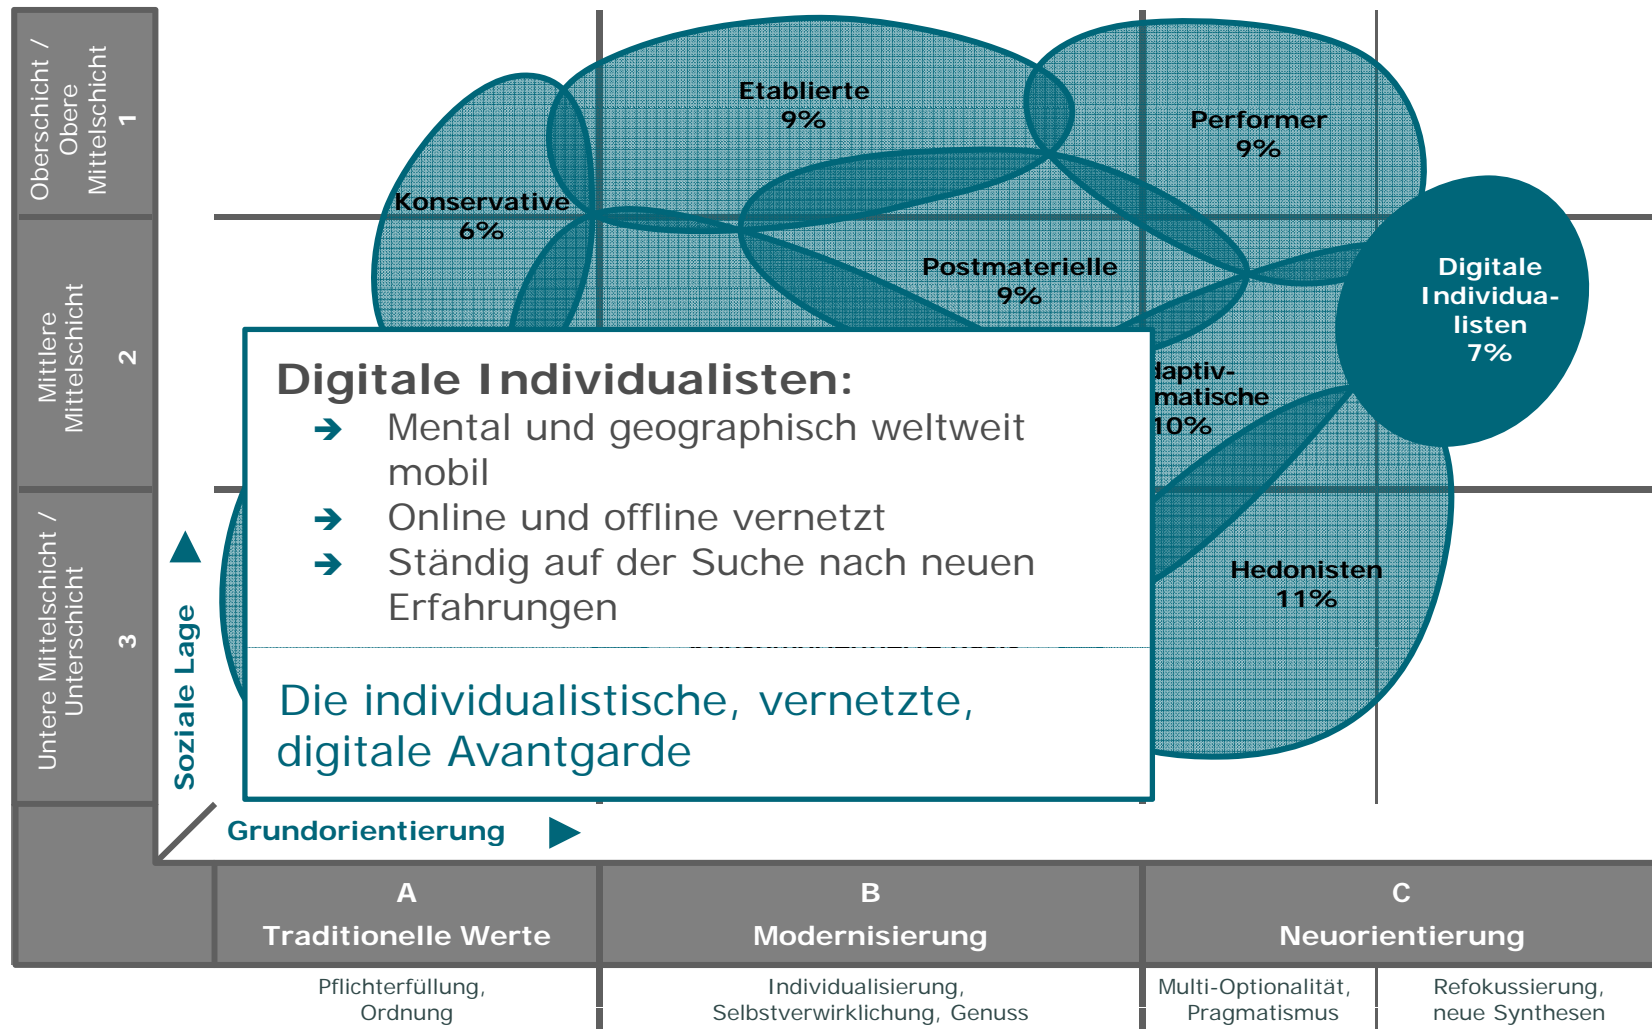 Oberschicht /
Obere
Mittelschicht
1
Mittlere
Mittelschicht
2
Untere Mittelschicht /
Unterschicht
3
Soziale Lage
Etablierte
9%
Performer
9%
Konservative
6%
Postmaterielle
9%
Digitale
Individua-
listen
7%
10%
Hedonisten
11%
Digitale Individualisten:
➔ Mental und geographisch weltweit
mobil
➔ Online und offline vernetzt
➔ Ständig auf der Suche nach neuen
Erfahrungen
Die individualistische, vernetzte,
digitale Avantgarde
Grundorientierung
A
Traditionelle Werte
B
Modernisierung
C
Neuorientierung
Pflichterfüllung,
Ordnung
Individualisierung,
Selbstverwirklichung, Genuss
Multi-Optionalität,
Pragmatismus
Refokussierung,
neue Synthesen